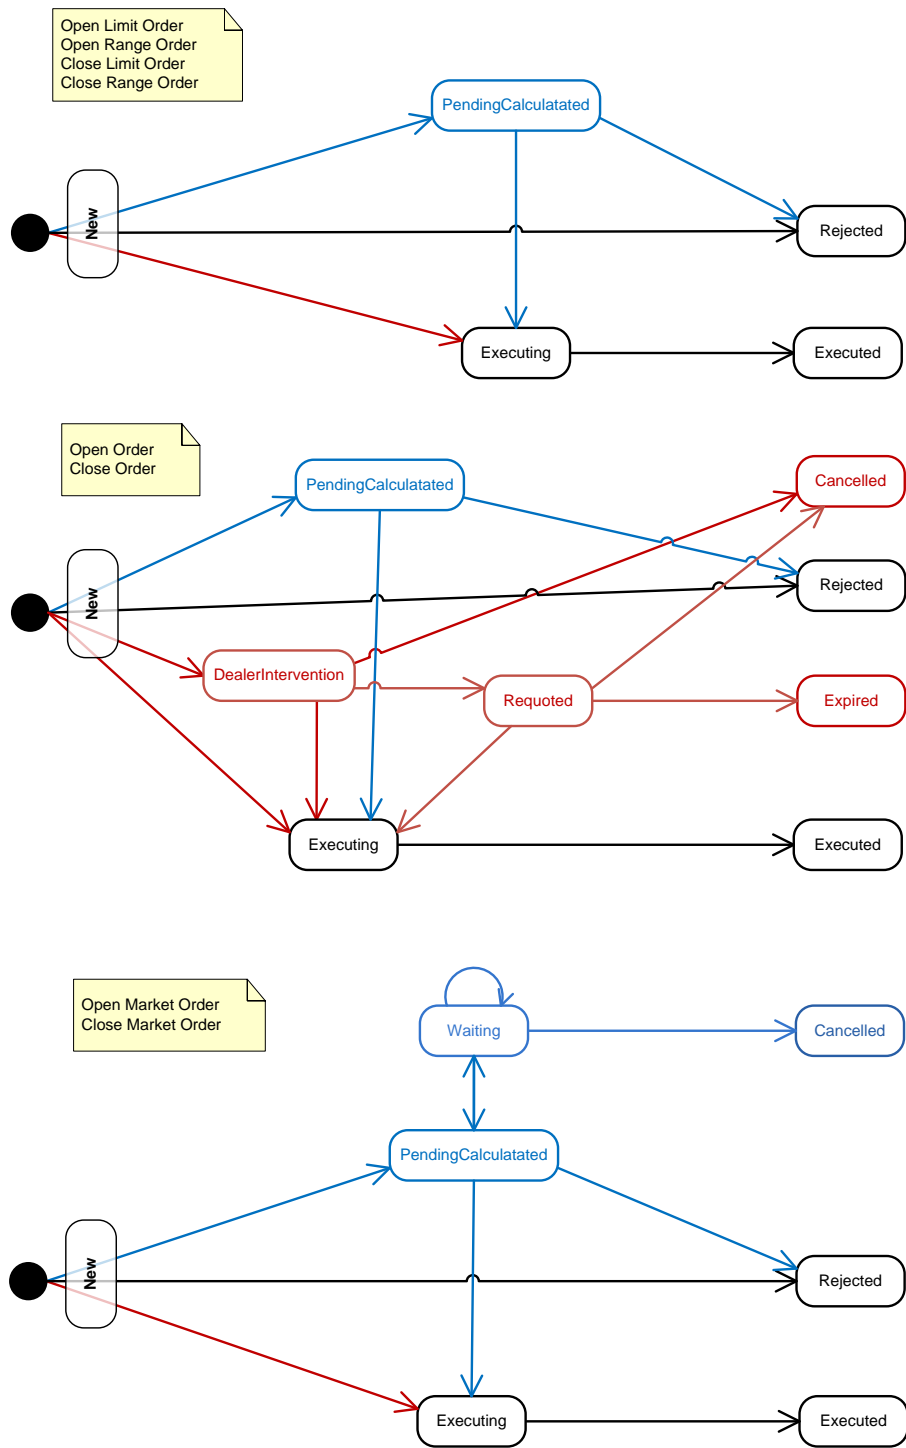 Open Limit Order
Open Range Order
Close Limit Order
Close Range Order
PendingCalculatated
New
Rejected
Executing
Executed
Open Order
Close Order
PendingCalculatated
Cancelled
New
Rejected
DealerIntervention
Requoted
Expired
Executing
Executed
Open Market Order
Close Market Order
Waiting
Cancelled
PendingCalculatated
New
Rejected
Executing
Executed